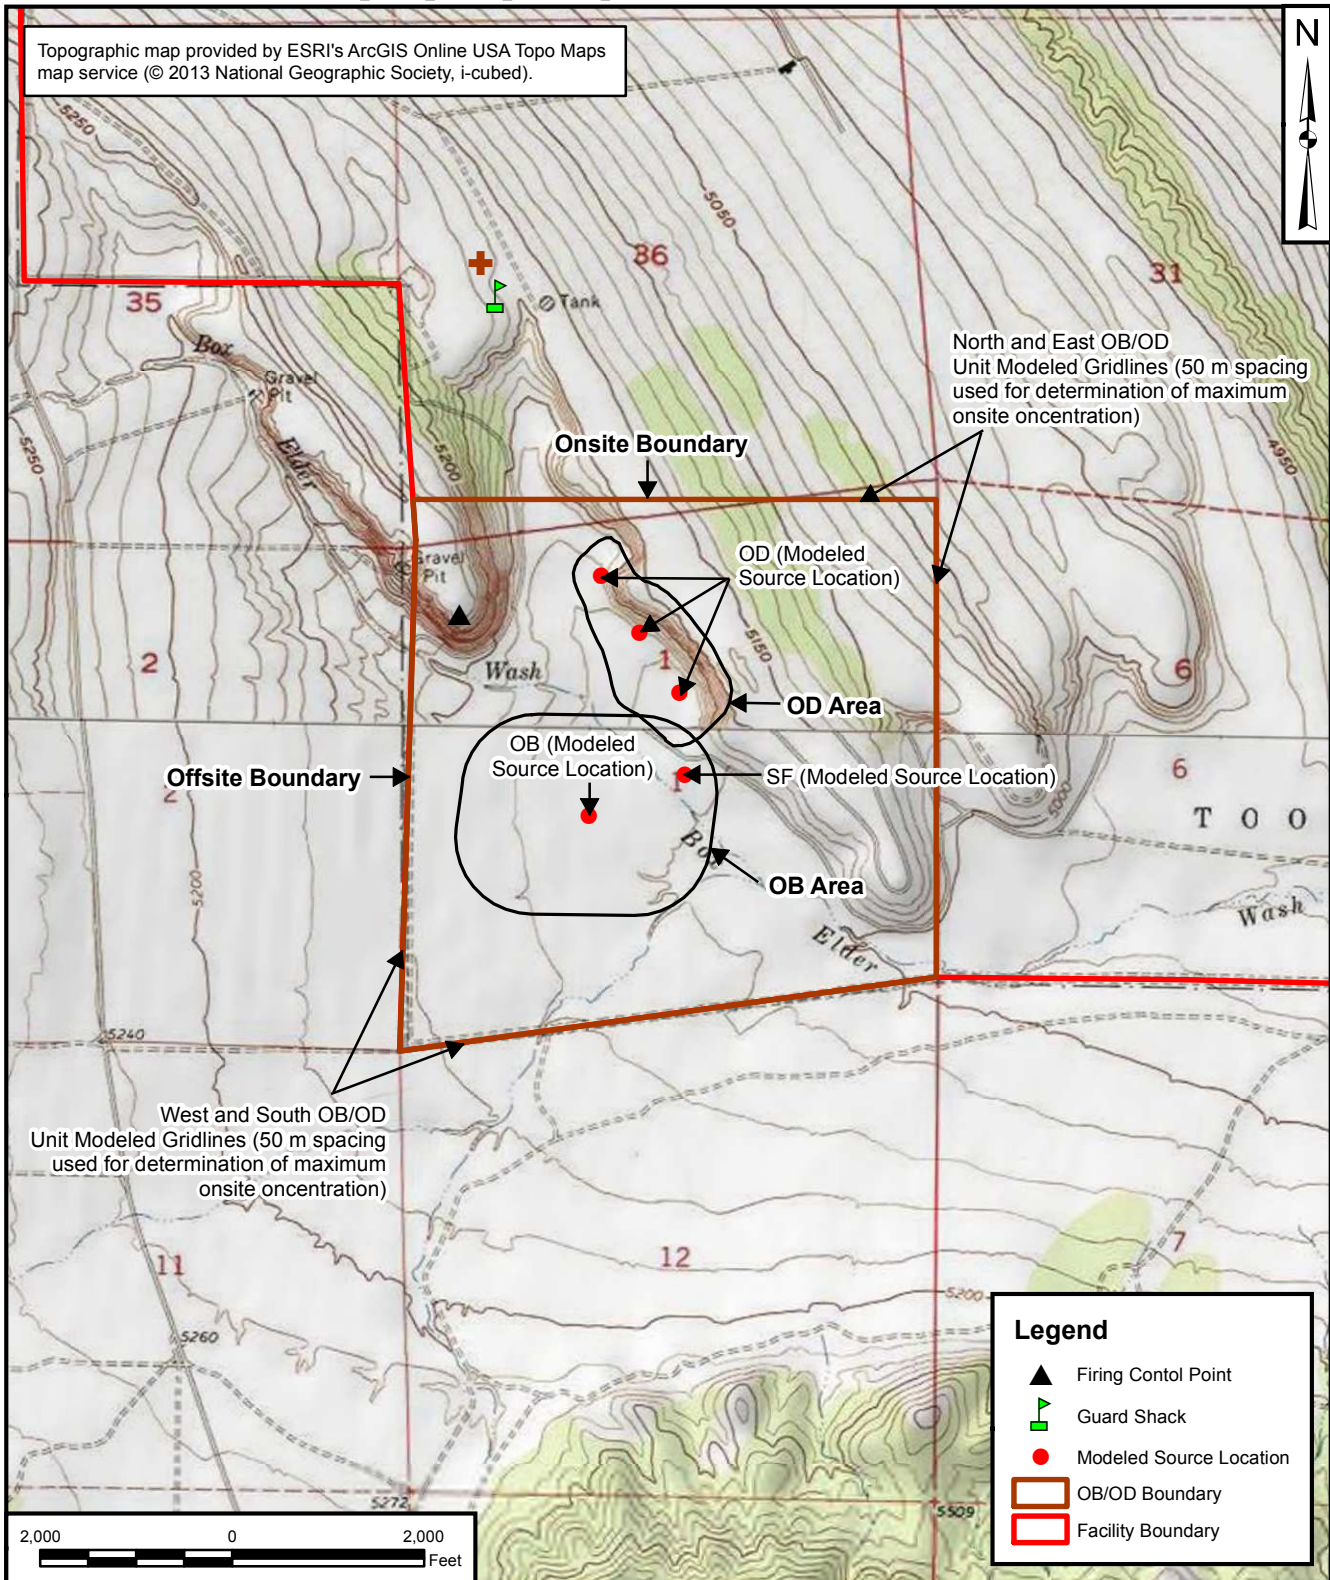 Topographic map provided by ESRI's ArcGIS Online USA Topo Maps
map service (© 2013 National Geographic Society, i-cubed).
N
5250
5050
36
31
35
Tank
Box
Gravel
Pit
Elder
5250
5200
North and East OB/OD
Unit Modeled Gridlines (50 m spacing
used for determination of maximum
onsite oncentration)
4950
Onsite Boundary
Gravel
Pit
OD (Modeled
Source Location)
5150
2
Wash
1
6
OD Area
OB (Modeled
Source Location)
Offsite Boundary
2
SF (Modeled Source Location)
1
6
5000
T O O
Box
5200
OB Area
Elder
Wash
5240
West and South OB/OD
Unit Modeled Gridlines (50 m spacing
used for determination of maximum
onsite oncentration)
11
12
7
5200
5260
5272
5509
Legend
Firing Contol Point
Guard Shack
Modeled Source Location
OB/OD Boundary
Facility Boundary
2,000 0 2,000
Feet